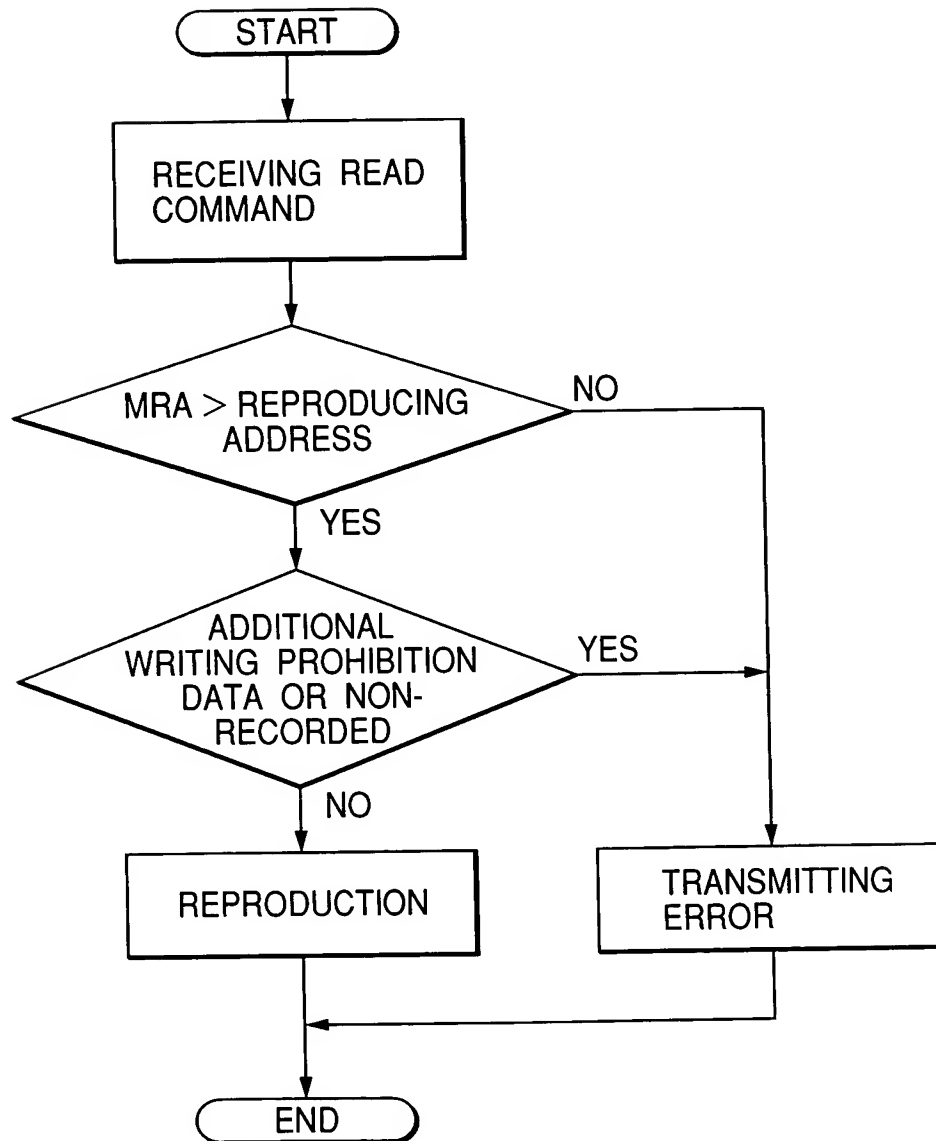 START
RECEIVING READ
COMMAND
MRA > REPRODUCING
ADDRESS
NO
YES
ADDITIONAL
WRITING PROHIBITION
DATA OR NON-
RECORDED
YES
NO
REPRODUCTION
TRANSMITTING
ERROR
END